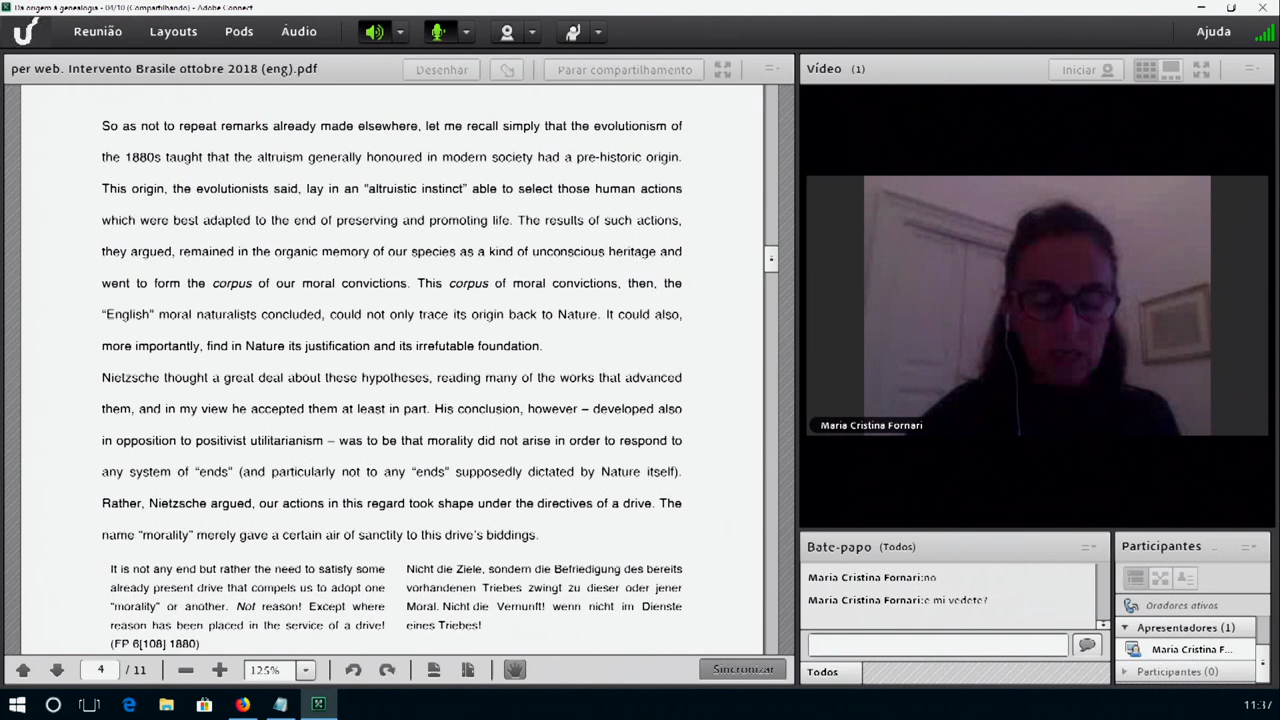 Da origem à genealogia - 04/10 (Compartilhando) - Adobe Connect
Reunião Layouts Pods Áudio Ajuda
per web. Intervento Brasile ottobre 2018 (eng).pdf Desenhar Parar compartilhamento
So as not to repeat remarks already made elsewhere, let me recall simply that the evolutionism of
the 1880s taught that the altruism generally honoured in modern society had a pre-historic origin.
This origin, the evolutionists said, lay in an “altruistic instinct” able to select those human actions
which were best adapted to the end of preserving and promoting life. The results of such actions,
they argued, remained in the organic memory of our species as a kind of unconscious heritage and
went to form the corpus of our moral convictions. This corpus of moral convictions, then, the
“English” moral naturalists concluded, could not only trace its origin back to Nature. It could also,
more importantly, find in Nature its justification and its irrefutable foundation.
Nietzsche thought a great deal about these hypotheses, reading many of the works that advanced
them, and in my view he accepted them at least in part. His conclusion, however – developed also
in opposition to positivist utilitarianism – was to be that morality did not arise in order to respond to
any system of “ends” (and particularly not to any “ends” supposedly dictated by Nature itself).
Rather, Nietzsche argued, our actions in this regard took shape under the directives of a drive. The
name “morality” merely gave a certain air of sanctity to this drive’s biddings.
It is not any end but rather the need to satisfy some
already present drive that compels us to adopt one
“morality” or another. Not reason! Except where
reason has been placed in the service of a drive!
(FP 6[108] 1880)
Nicht die Ziele, sondern die Befriedigung des bereits
vorhandenen Triebes zwingt zu dieser oder jener
Moral. Nicht die Vernunft! wenn nicht im Dienste
eines Triebes!
4 / 11 125% Sincronizar
Vídeo (1) Iniciar
Maria Cristina Fornari
Bate-papo (Todos)
Maria Cristina Fornari:no
Maria Cristina Fornari:e mi vedete?
Todos
Participantes ..
Oradores ativos
Apresentadores (1)
Maria Cristina F...
Participantes (0)
11:37